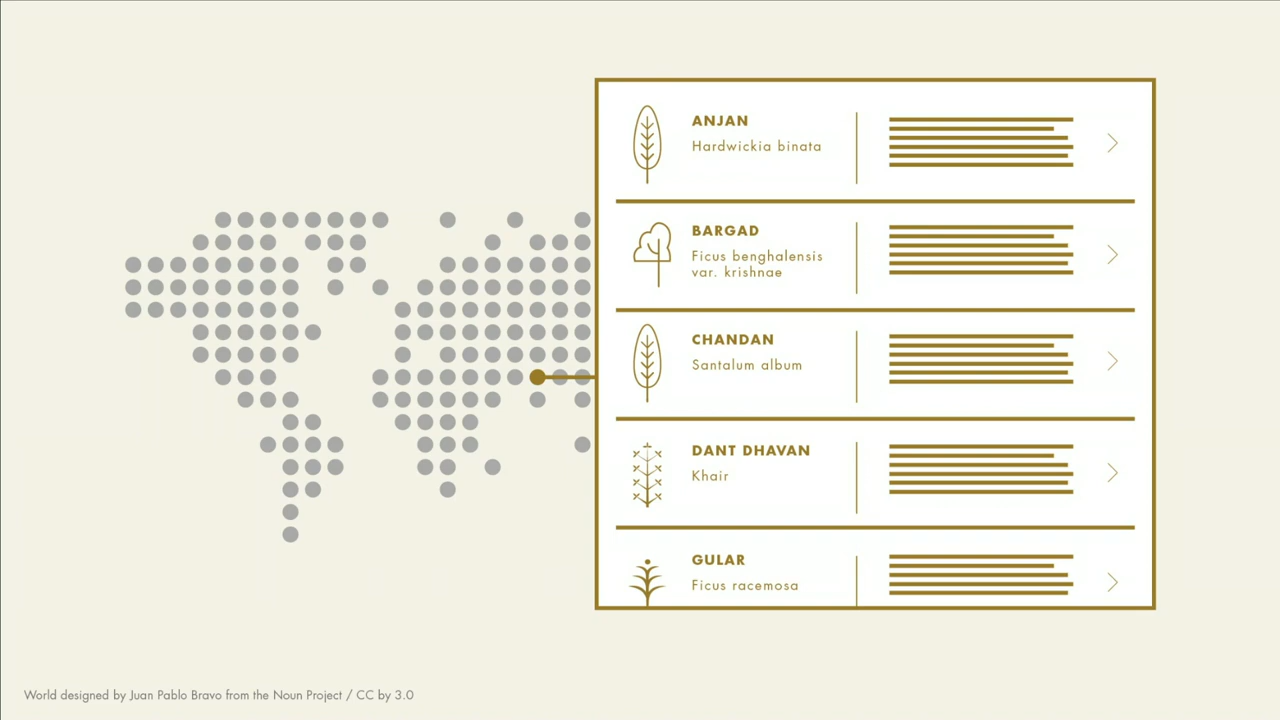 ANJAN
Hardwickia binata
BARGAD
Ficus benghalensis
var. krishnae
CHANDAN
Santalum album
DANT DHAVAN
Khair
GULAR
Ficus racemosa
World designed by Juan Pablo Bravo from the Noun Project / CC by 3.0